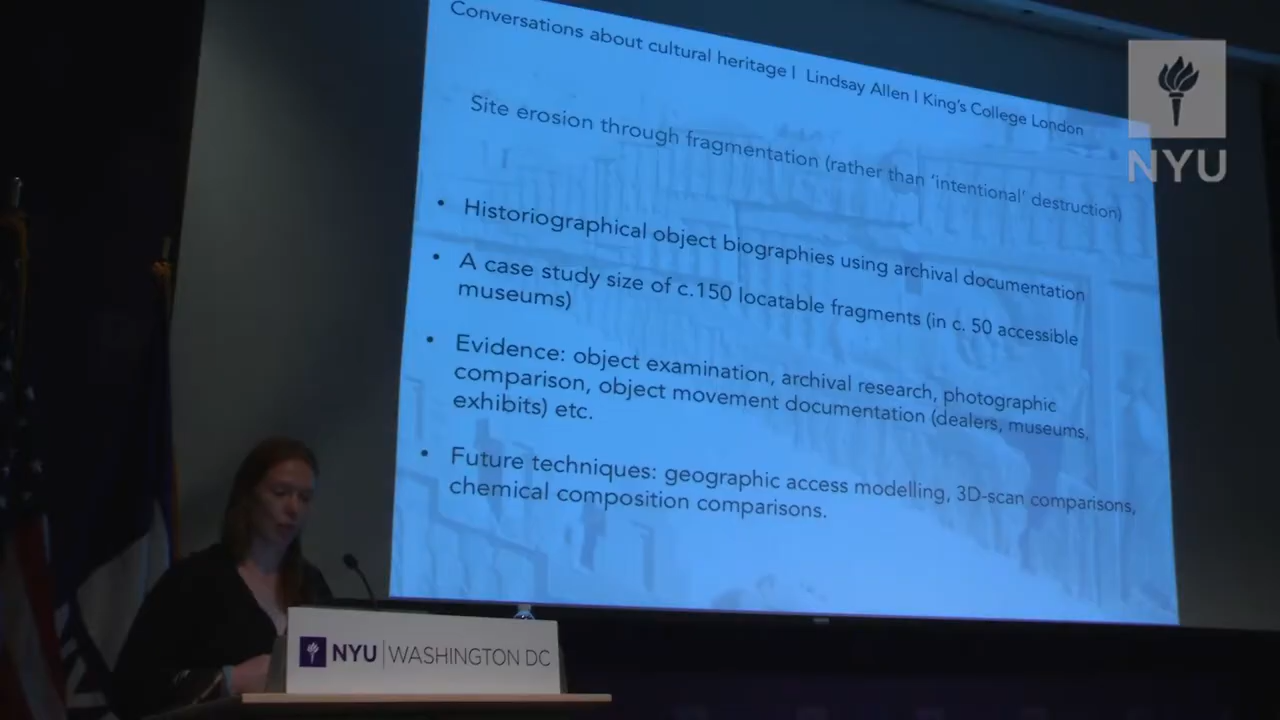 Conversations about cultural heritage | Lindsay Allen | King's College London
Site erosion through fragmentation (rather than 'intentional' destruction)
• Historiographical object biographies using archival documentation
• A case study size of c.150 locatable fragments (in c. 50 accessible
museums)
• Evidence: object examination, archival research, photographic
comparison, object movement documentation (dealers, museums,
exhibits) etc.
• Future techniques: geographic access modelling, 3D-scan comparisons,
chemical composition comparisons.
NYU
NYU | WASHINGTON DC